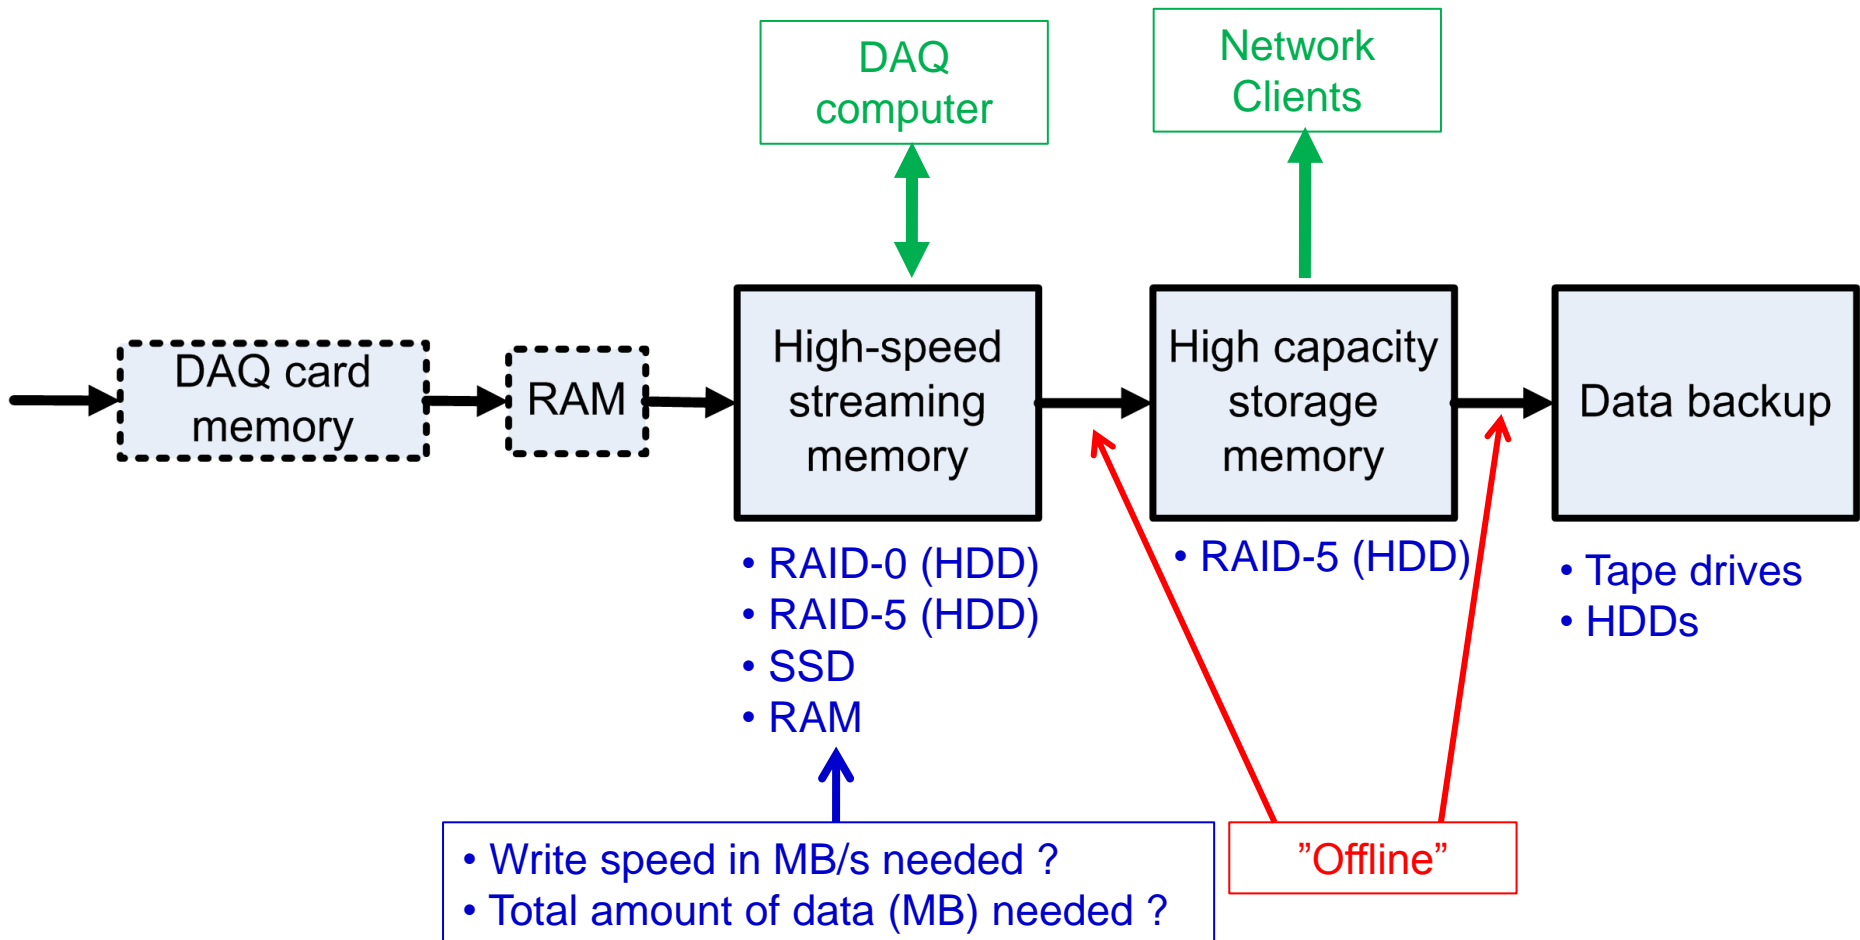 DAQ
computer
Network
Clients
DAQ card
memory
RAM
High-speed
streaming
memory
High capacity
storage
memory
Data backup
• RAID-0 (HDD)
• RAID-5 (HDD)
• SSD
• RAM
• RAID-5 (HDD)
• Tape drives
• HDDs
• Write speed in MB/s needed ?
• Total amount of data (MB) needed ?
”Offline”